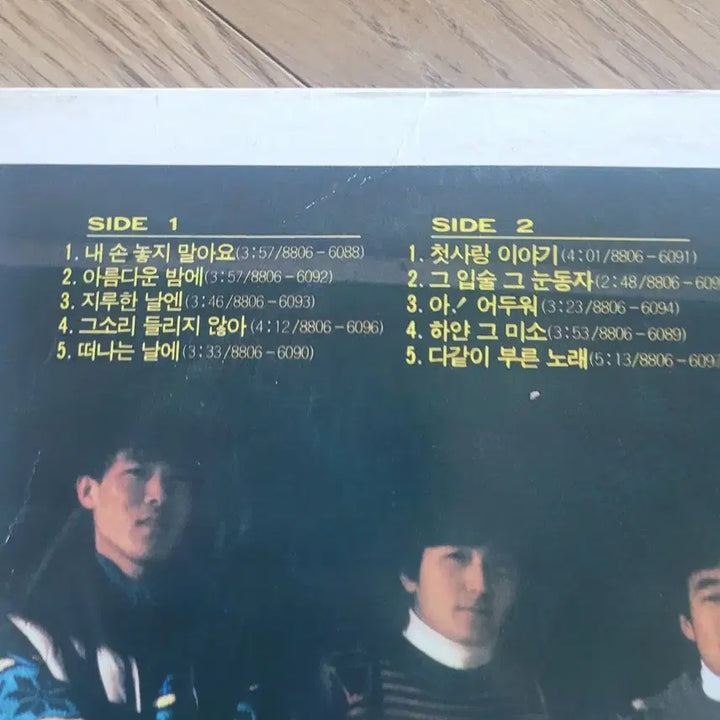 SIDE 1
1. 내 손 놓지 말아요(3:57/8806-6088)
2. 아름다운 밤에(3:57/8806-6092)
3. 지루한 날엔(3:46/8806-6093)
4. 그소리 들리지 않아(4:12/8806-6096)
5. 떠나는 날에(3:33/8806-6090)
SIDE 2
1. 첫사랑 이야기(4:01/8806-6091)
2. 그 입술 그 눈동자(2:48/8806-609
3. 아! 어두워(3:23/8806-6094)
4. 하얀 그 미소(3:53/8806-6089)
5. 다같이 부른 노래(5:13/8806-609